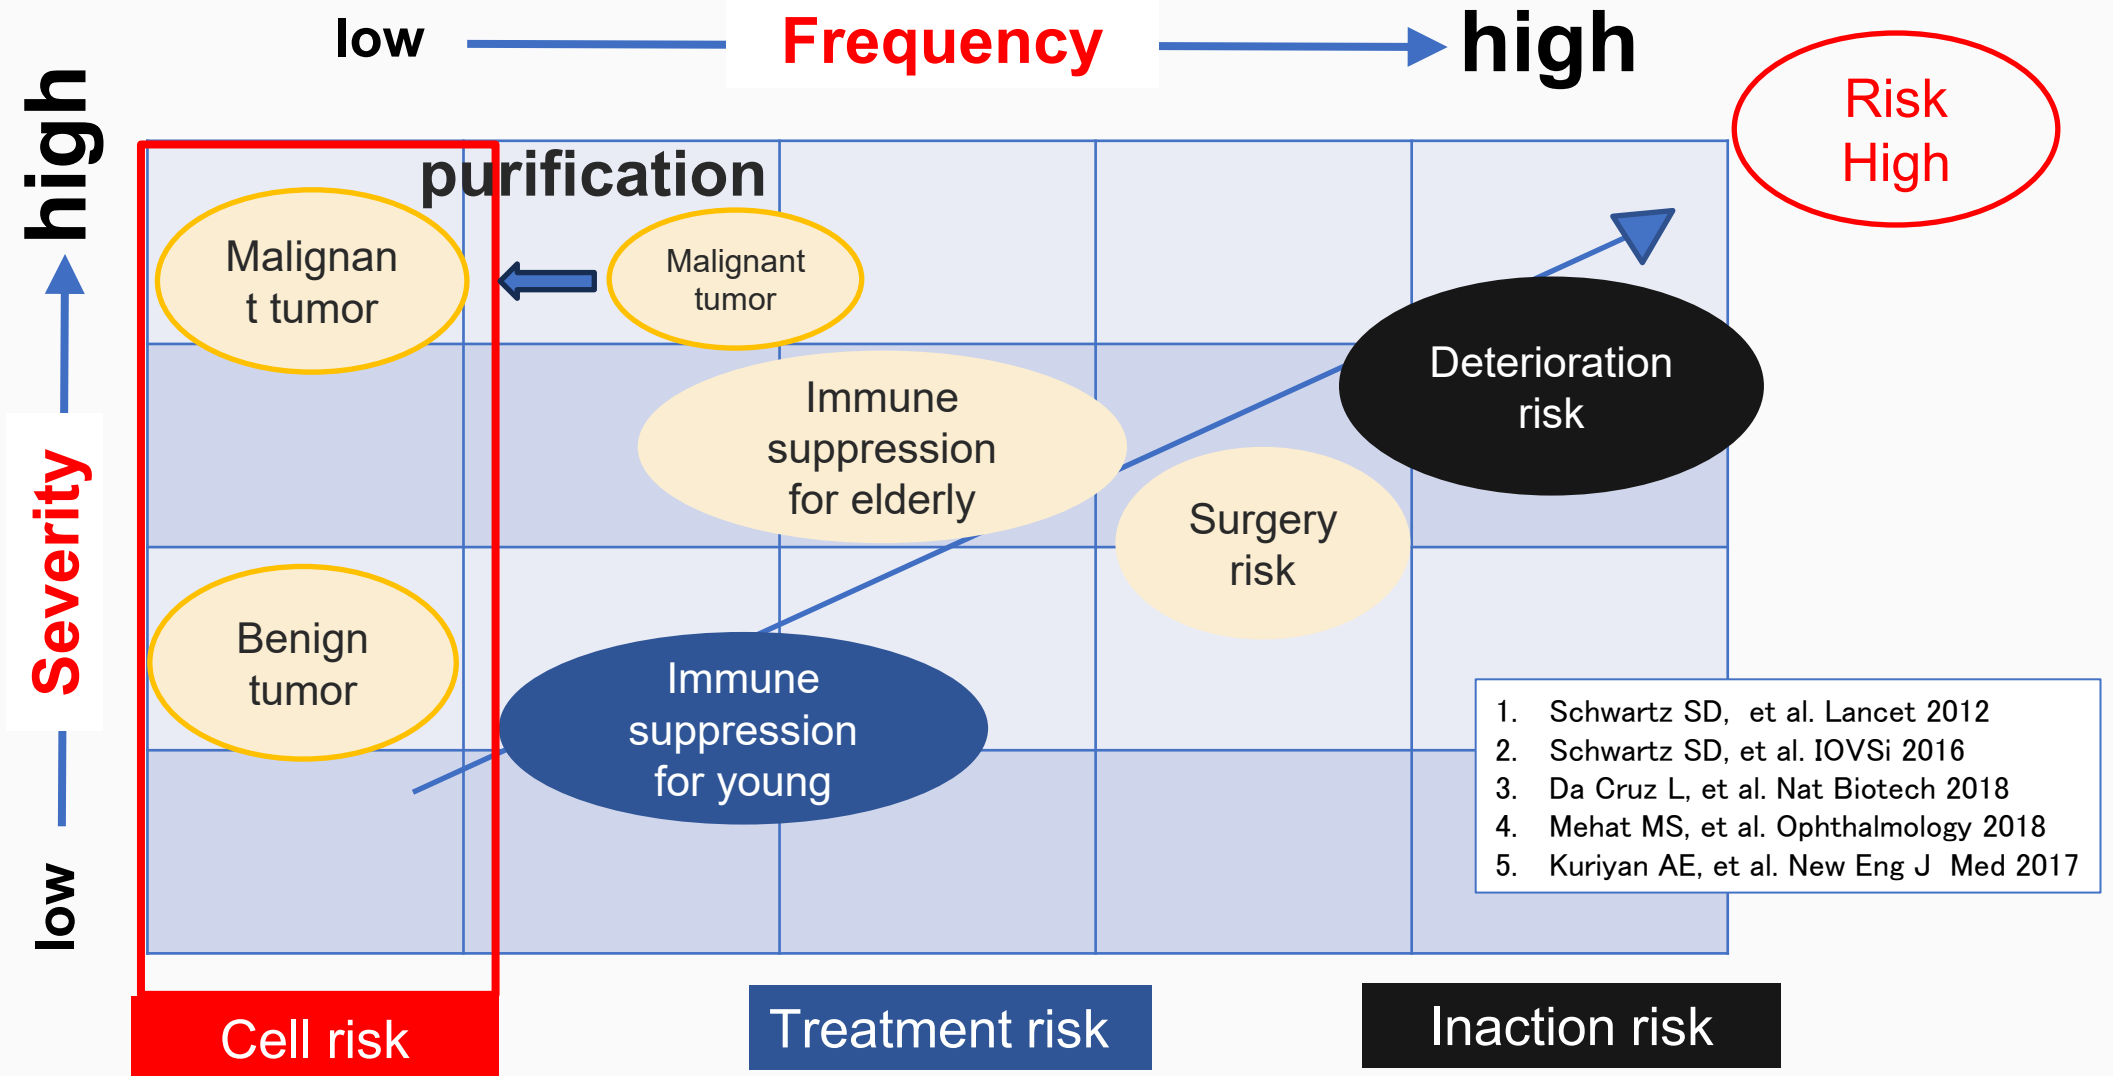 low
Frequency
high
Risk
High
high
Severity
low
purification
Malignan
t tumor
Malignant
tumor
Immune
suppression
for elderly
Deterioration
risk
Surgery
risk
Benign
tumor
Immune
suppression
for young
1. Schwartz SD, et al. Lancet 2012
2. Schwartz SD, et al. IOVSi 2016
3. Da Cruz L, et al. Nat Biotech 2018
4. Mehat MS, et al. Ophthalmology 2018
5. Kuriyan AE, et al. New Eng J Med 2017
Cell risk
Treatment risk
Inaction risk